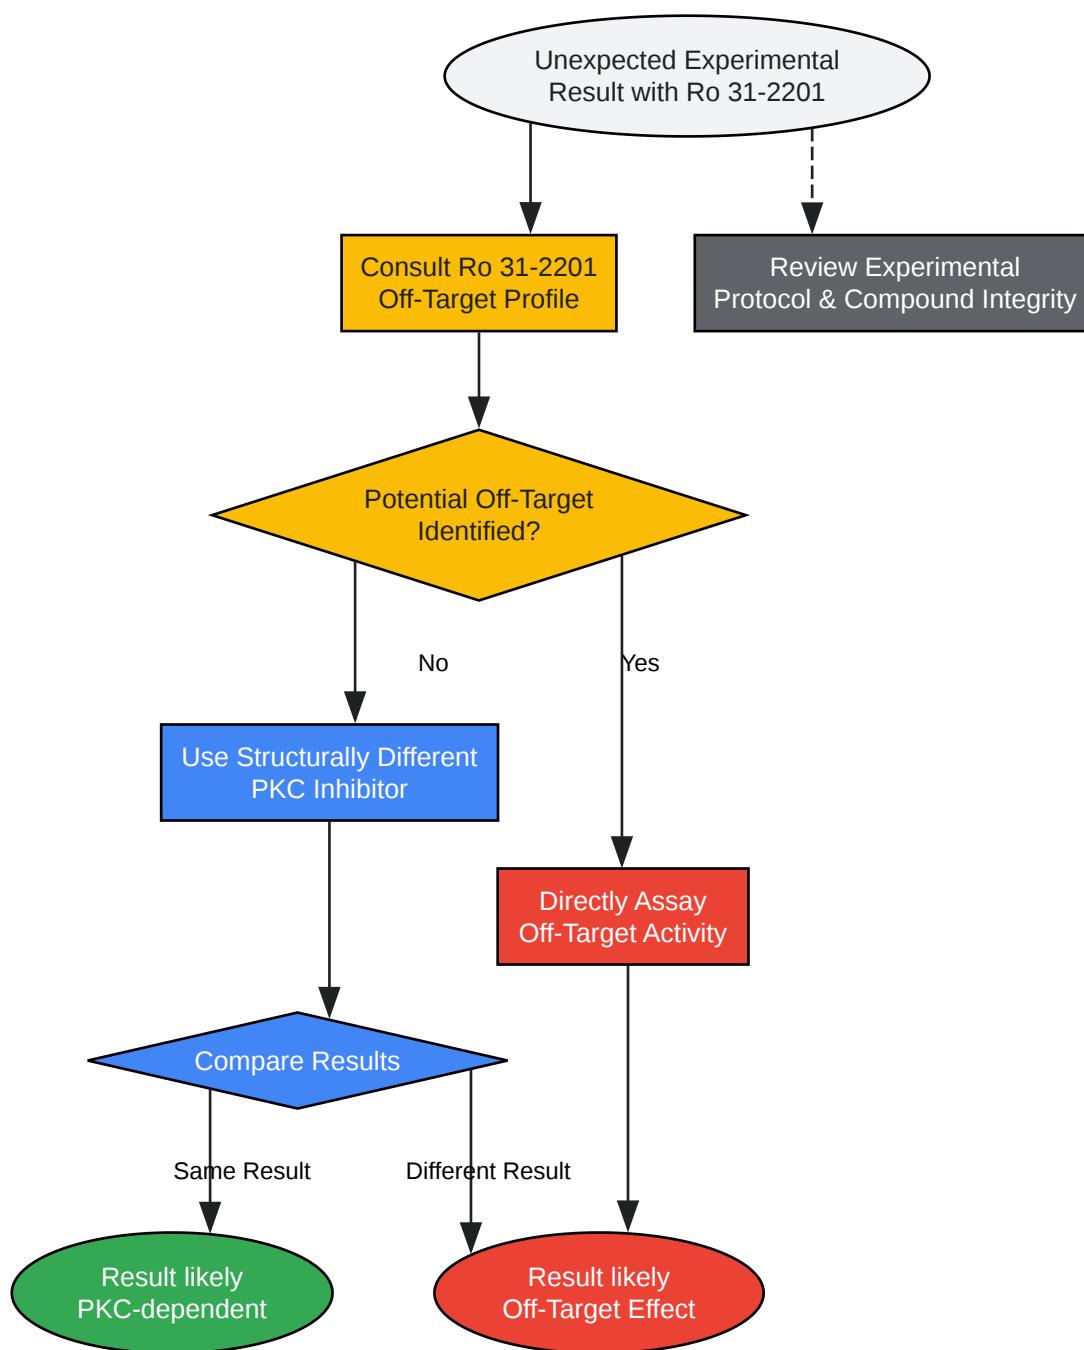 Unexpected Experimental
Result with Ro 31-2201
Consult Ro 31-2201
Off-Target Profile
Review Experimental
Protocol & Compound Integrity
Potential Off-Target
Identified?
No
Yes
Use Structurally Different
PKC Inhibitor
Directly Assay
Off-Target Activity
Compare Results
Same Result
Different Result
Result likely
PKC-dependent
Result likely
Off-Target Effect